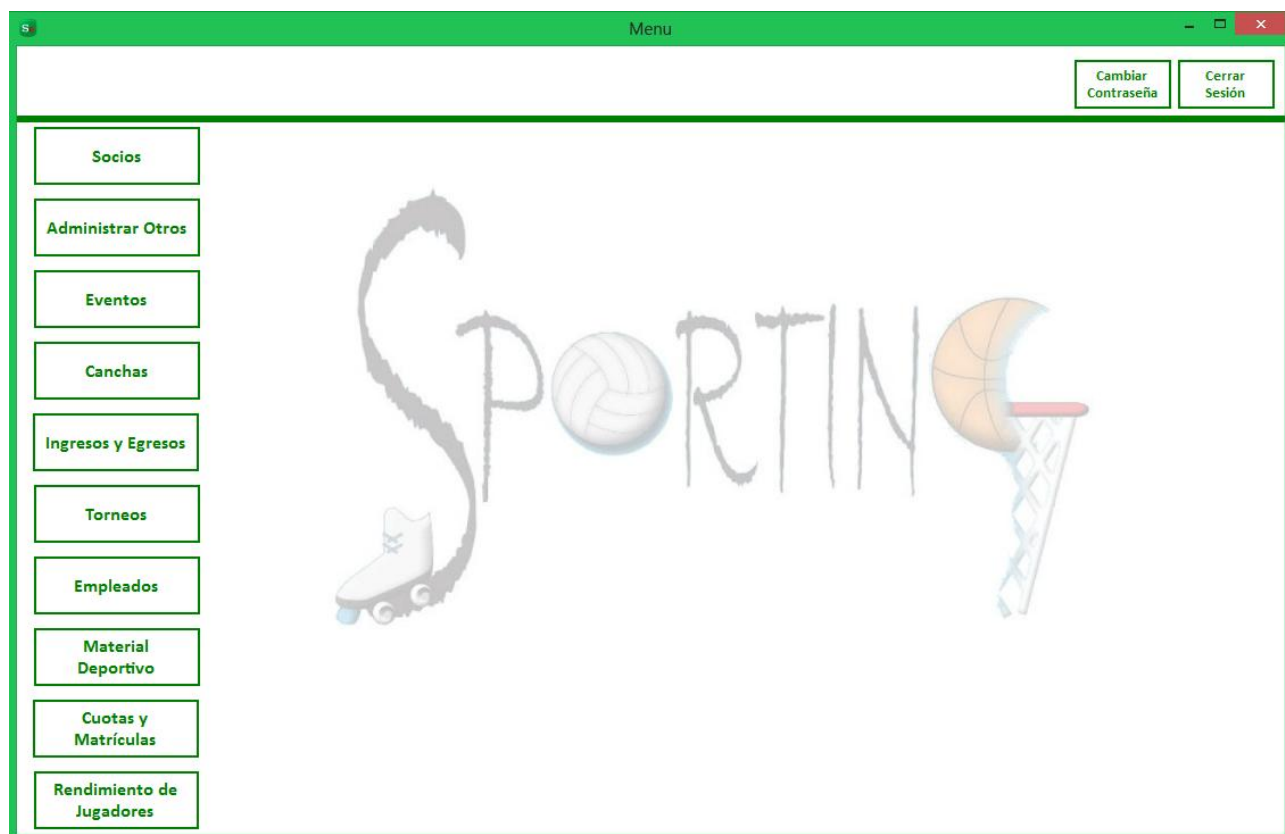 S
Menu
Cambiar
Contraseña
Cerrar
Sesión
Socios
Administrar Otros
Eventos
Canchas
Ingresos y Egresos
Torneos
Empleados
Material
Deportivo
Cuotas y
Matrículas
Rendimiento de
Jugadores
SPORTING